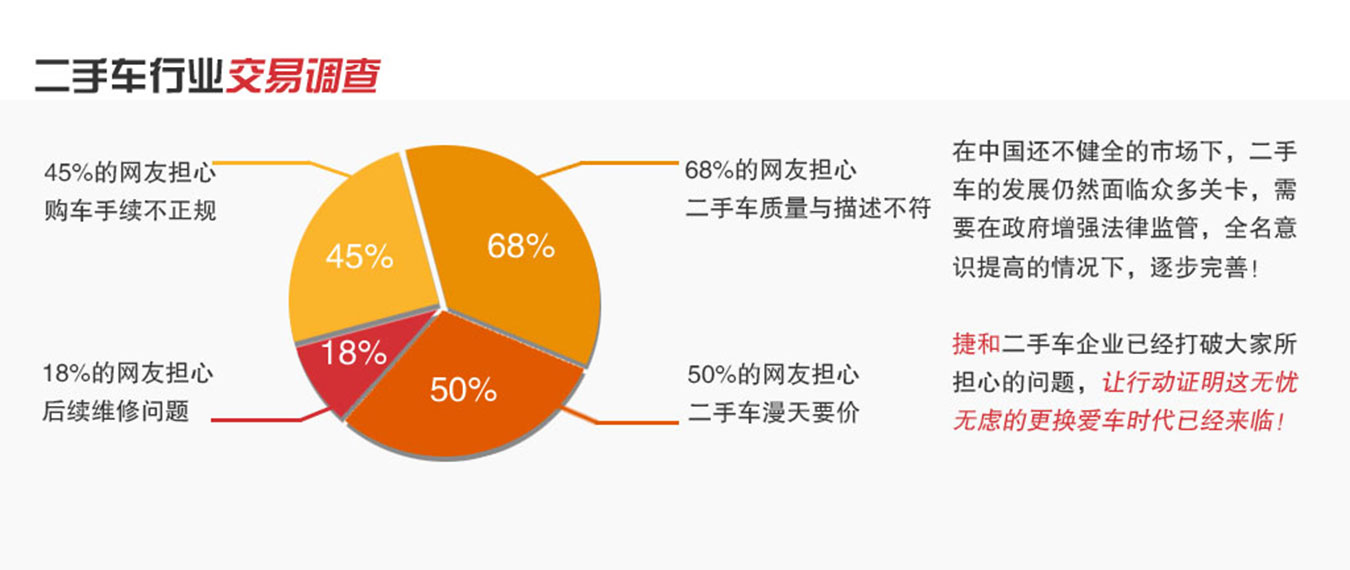 二手车行业交易调查
45%的网友担心
购车手续不正规
68%的网友担心
二手车质量与描述不符
45%
68%
18%
50%
18%的网友担心
后续维修问题
50%的网友担心
二手车漫天要价
在中国还不健全的市场下，二手
车的发展仍然面临众多关卡，需
要在政府增强法律监管，全名意
识提高的情况下，逐步完善！
捷和二手车企业已经打破大家所
担心的问题，让行动证明这无忧
无虑的更换爱车时代已经来临！